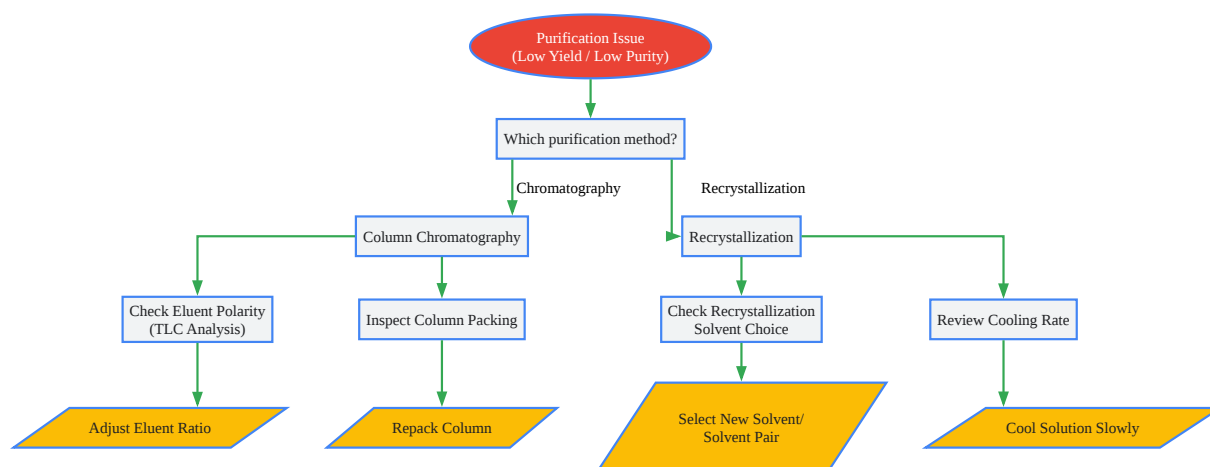 Purification Issue
(Low Yield / Low Purity)
Which purification method?
Chromatography
Recrystallization
Column Chromatography
Recrystallization
Check Eluent Polarity
(TLC Analysis)
Inspect Column Packing
Check Recrystallization
Solvent Choice
Review Cooling Rate
Adjust Eluent Ratio
Repack Column
Select New Solvent/
Solvent Pair
Cool Solution Slowly